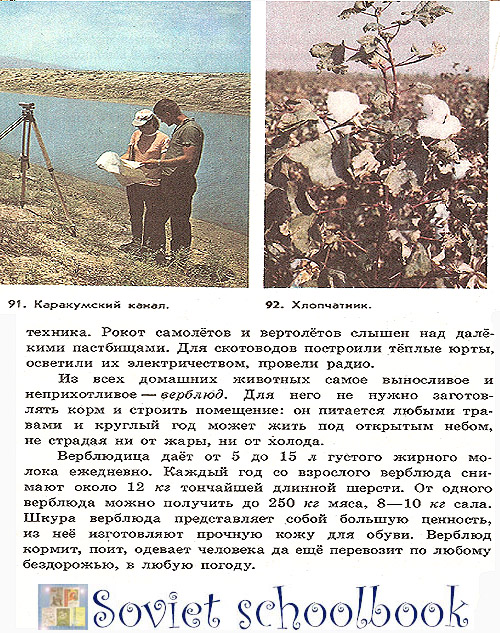 91. Каракумский канал.
92. Хлопчатник.
техника. Рокот самолётов и вертолётов слышен над далё-
кими пастбищами. Для скотоводов построили тёплые юрты,
осветили их электричеством, провели радио.
Из всех домашних животных самое выносливое и
неприхотливое — верблюд. Для него не нужно заготов-
лять корм и строить помещение: он питается любыми тра-
вами и круглый год может жить под открытым небом,
не страдая ни от жары, ни от холода.
Верблюдица даёт от 5 до 15 л густого жирного мо-
лока ежедневно. Каждый год со взрослого верблюда сни-
мают около 12 кг тончайшей длинной шерсти. От одного
верблюда можно получить до 250 кг мяса, 8—10 кг сала.
Шкура верблюда представляет собой большую ценность,
из неё изготовляют прочную кожу для обуви. Верблюд
кормит, поит, одевает человека да ещё перевозит по любому
бездорожью, в любую погоду.
Soviet schoolbook